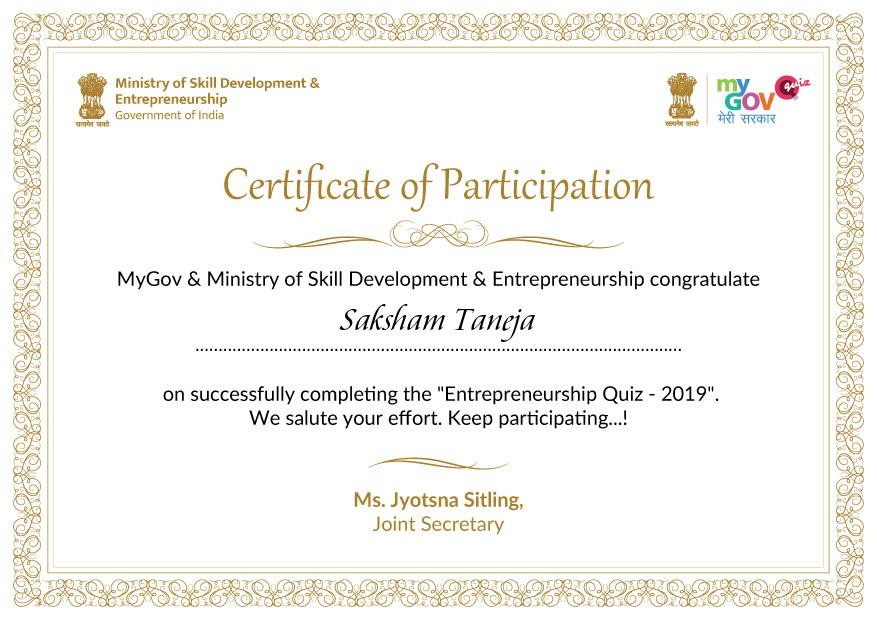 Ministry of Skill Development &
Entrepreneurship
Government of India
सत्यमेव जयते
सत्यमेव जयते
my
GOV
quiz
मेरी सरकार
Certificate of Participation
MyGov & Ministry of Skill Development & Entrepreneurship congratulate
Saksham Taneja
on successfully completing the "Entrepreneurship Quiz - 2019".
We salute your effort. Keep participating...!
Ms. Jyotsna Sitling,
Joint Secretary